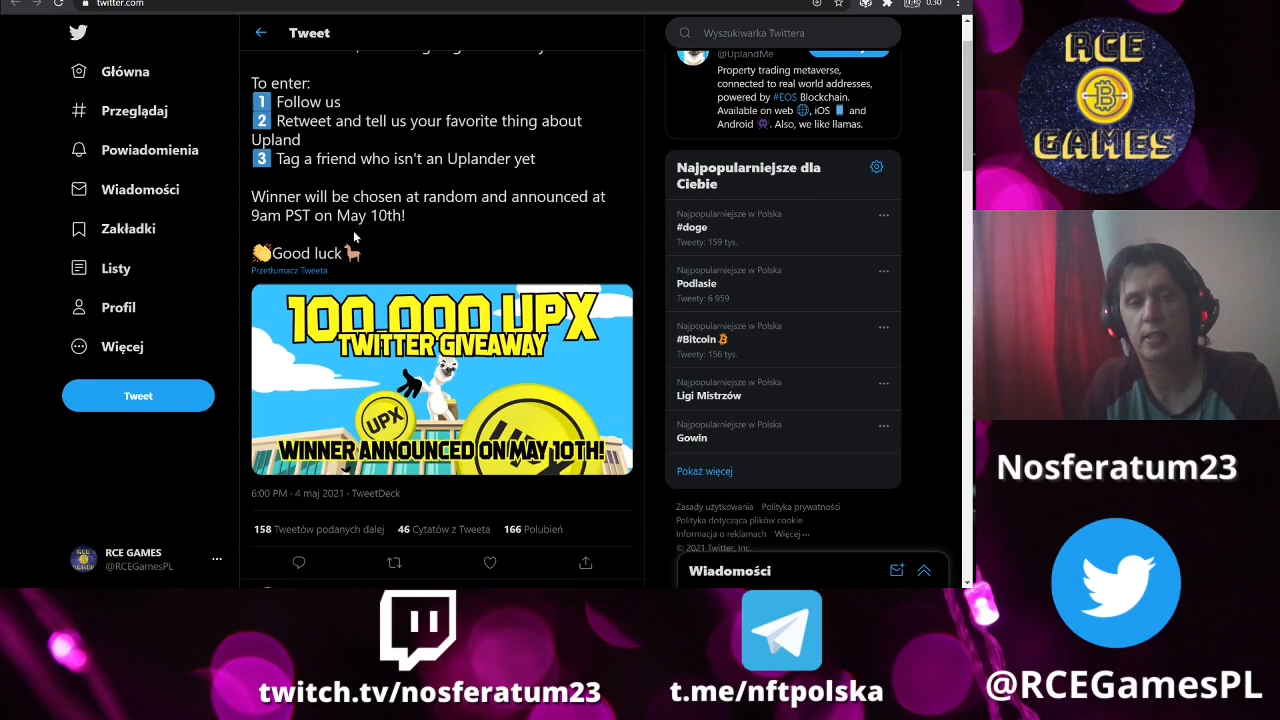 twitter.com
Tweet
Wyszukiwarka Twittera
Główna
Przeglądaj
Powiadomienia
Wiadomości
Zakładki
Listy
Profil
Więcej
Tweet
RCE GAMES
@RCEGamesPL
To enter:
1 Follow us
2 Retweet and tell us your favorite thing about
Upland
3 Tag a friend who isn't an Uplander yet
Winner will be chosen at random and announced at
9am PST on May 10th!
Good luck
Przetłumacz Tweeta
100,000 UPX
TWITTER GIVEAWAY
UPX
UPX
WINNER ANNOUNCED ON MAY 10TH!
6:00 PM · 4 maj 2021 · TweetDeck
158 Tweetów podanych dalej 46 Cytatów z Tweeta 166 Polubień
@UplandMe
Property trading metaverse,
connected to real world addresses,
powered by #EOS Blockchain.
Available on web , iOS and
Android . Also, we like llamas.
Najpopularniejsze dla
Ciebie
Najpopularniejsze w Polska
#doge
Tweety: 159 tys.
Najpopularniejsze w Polska
Podlasie
Tweety: 6 959
Najpopularniejsze w Polska
#Bitcoin
Tweety: 156 tys.
Najpopularniejsze w Polska
Ligi Mistrzów
Najpopularniejsze w Polska
Gowin
Pokaż więcej
Zasady użytkowania Polityka prywatności
Polityka dotycząca plików cookie
Informacja o reklamach Więcej ···
© 2021 Twitter, Inc.
Wiadomości
RCE
GAMES
Nosferatum23
@RCEGamesPL
twitch.tv/nosferatum23
t.me/nftpolska